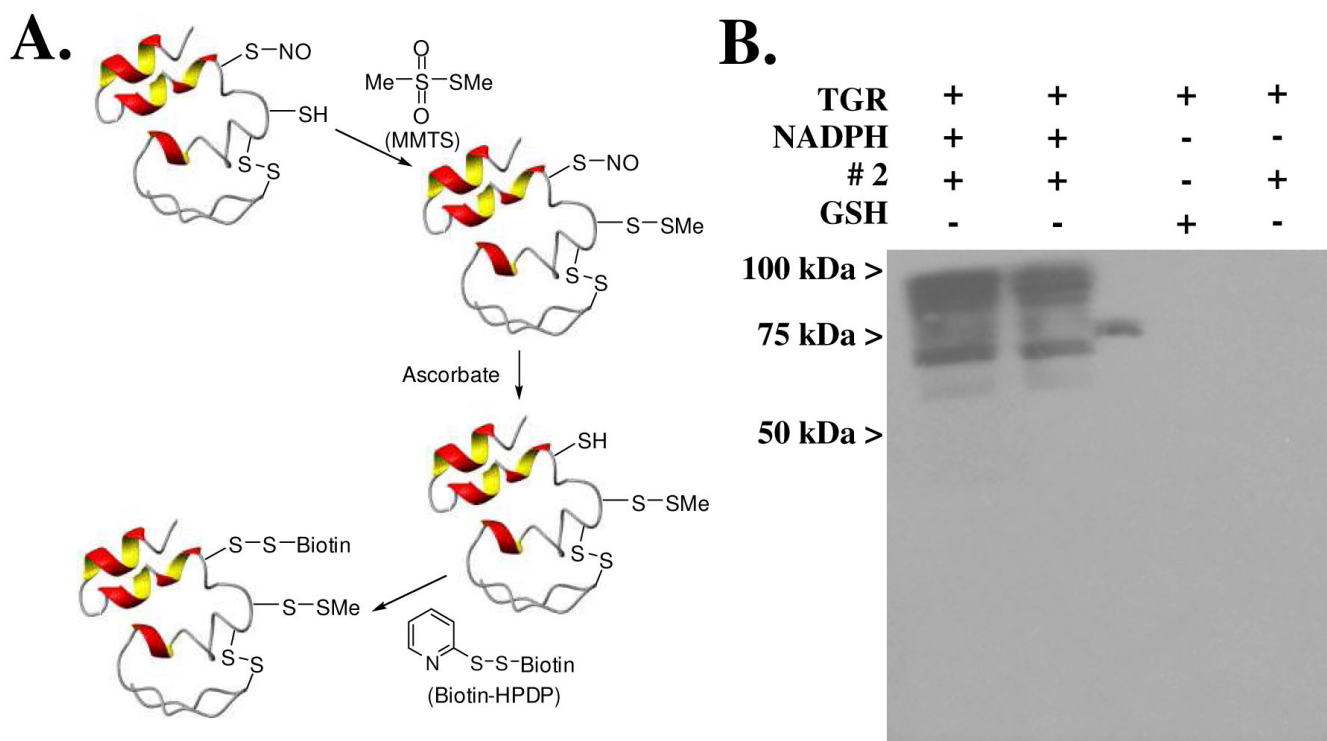 A.
S–NO
SH
S–S
O
Me–S–SMe
O
(MMTS)
S–NO
S–SMe
S–S
Ascorbate
SH
S–SMe
S–S
N S–S–Biotin
(Biotin-HPDP)
S–S–Biotin
S–SMe
S–S
B.
TGR + + + +
NADPH + + - -
# 2 + + - +
GSH - - + -
100 kDa >
75 kDa >
50 kDa >